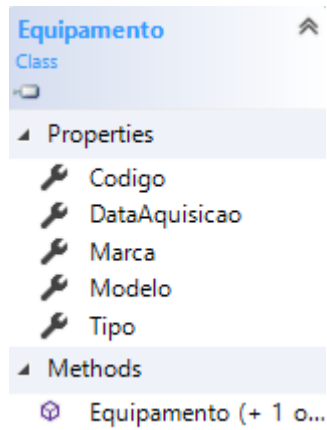 Equipamento
Class
Properties
Codigo
DataAquisicao
Marca
Modelo
Tipo
Methods
Equipamento (+ 1 o...